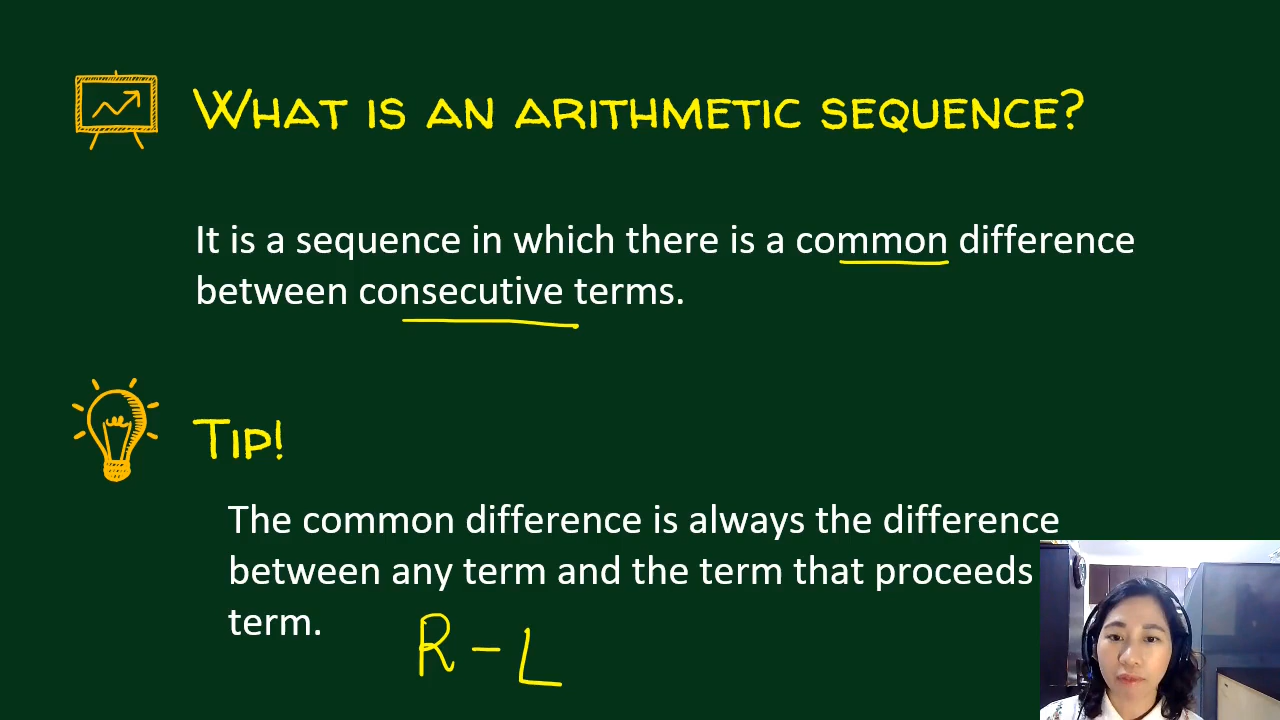 WHAT IS AN ARITHMETIC SEQUENCE?
It is a sequence in which there is a common difference
between consecutive terms.
TIP!
The common difference is always the difference
between any term and the term that proceeds
term.
R - L